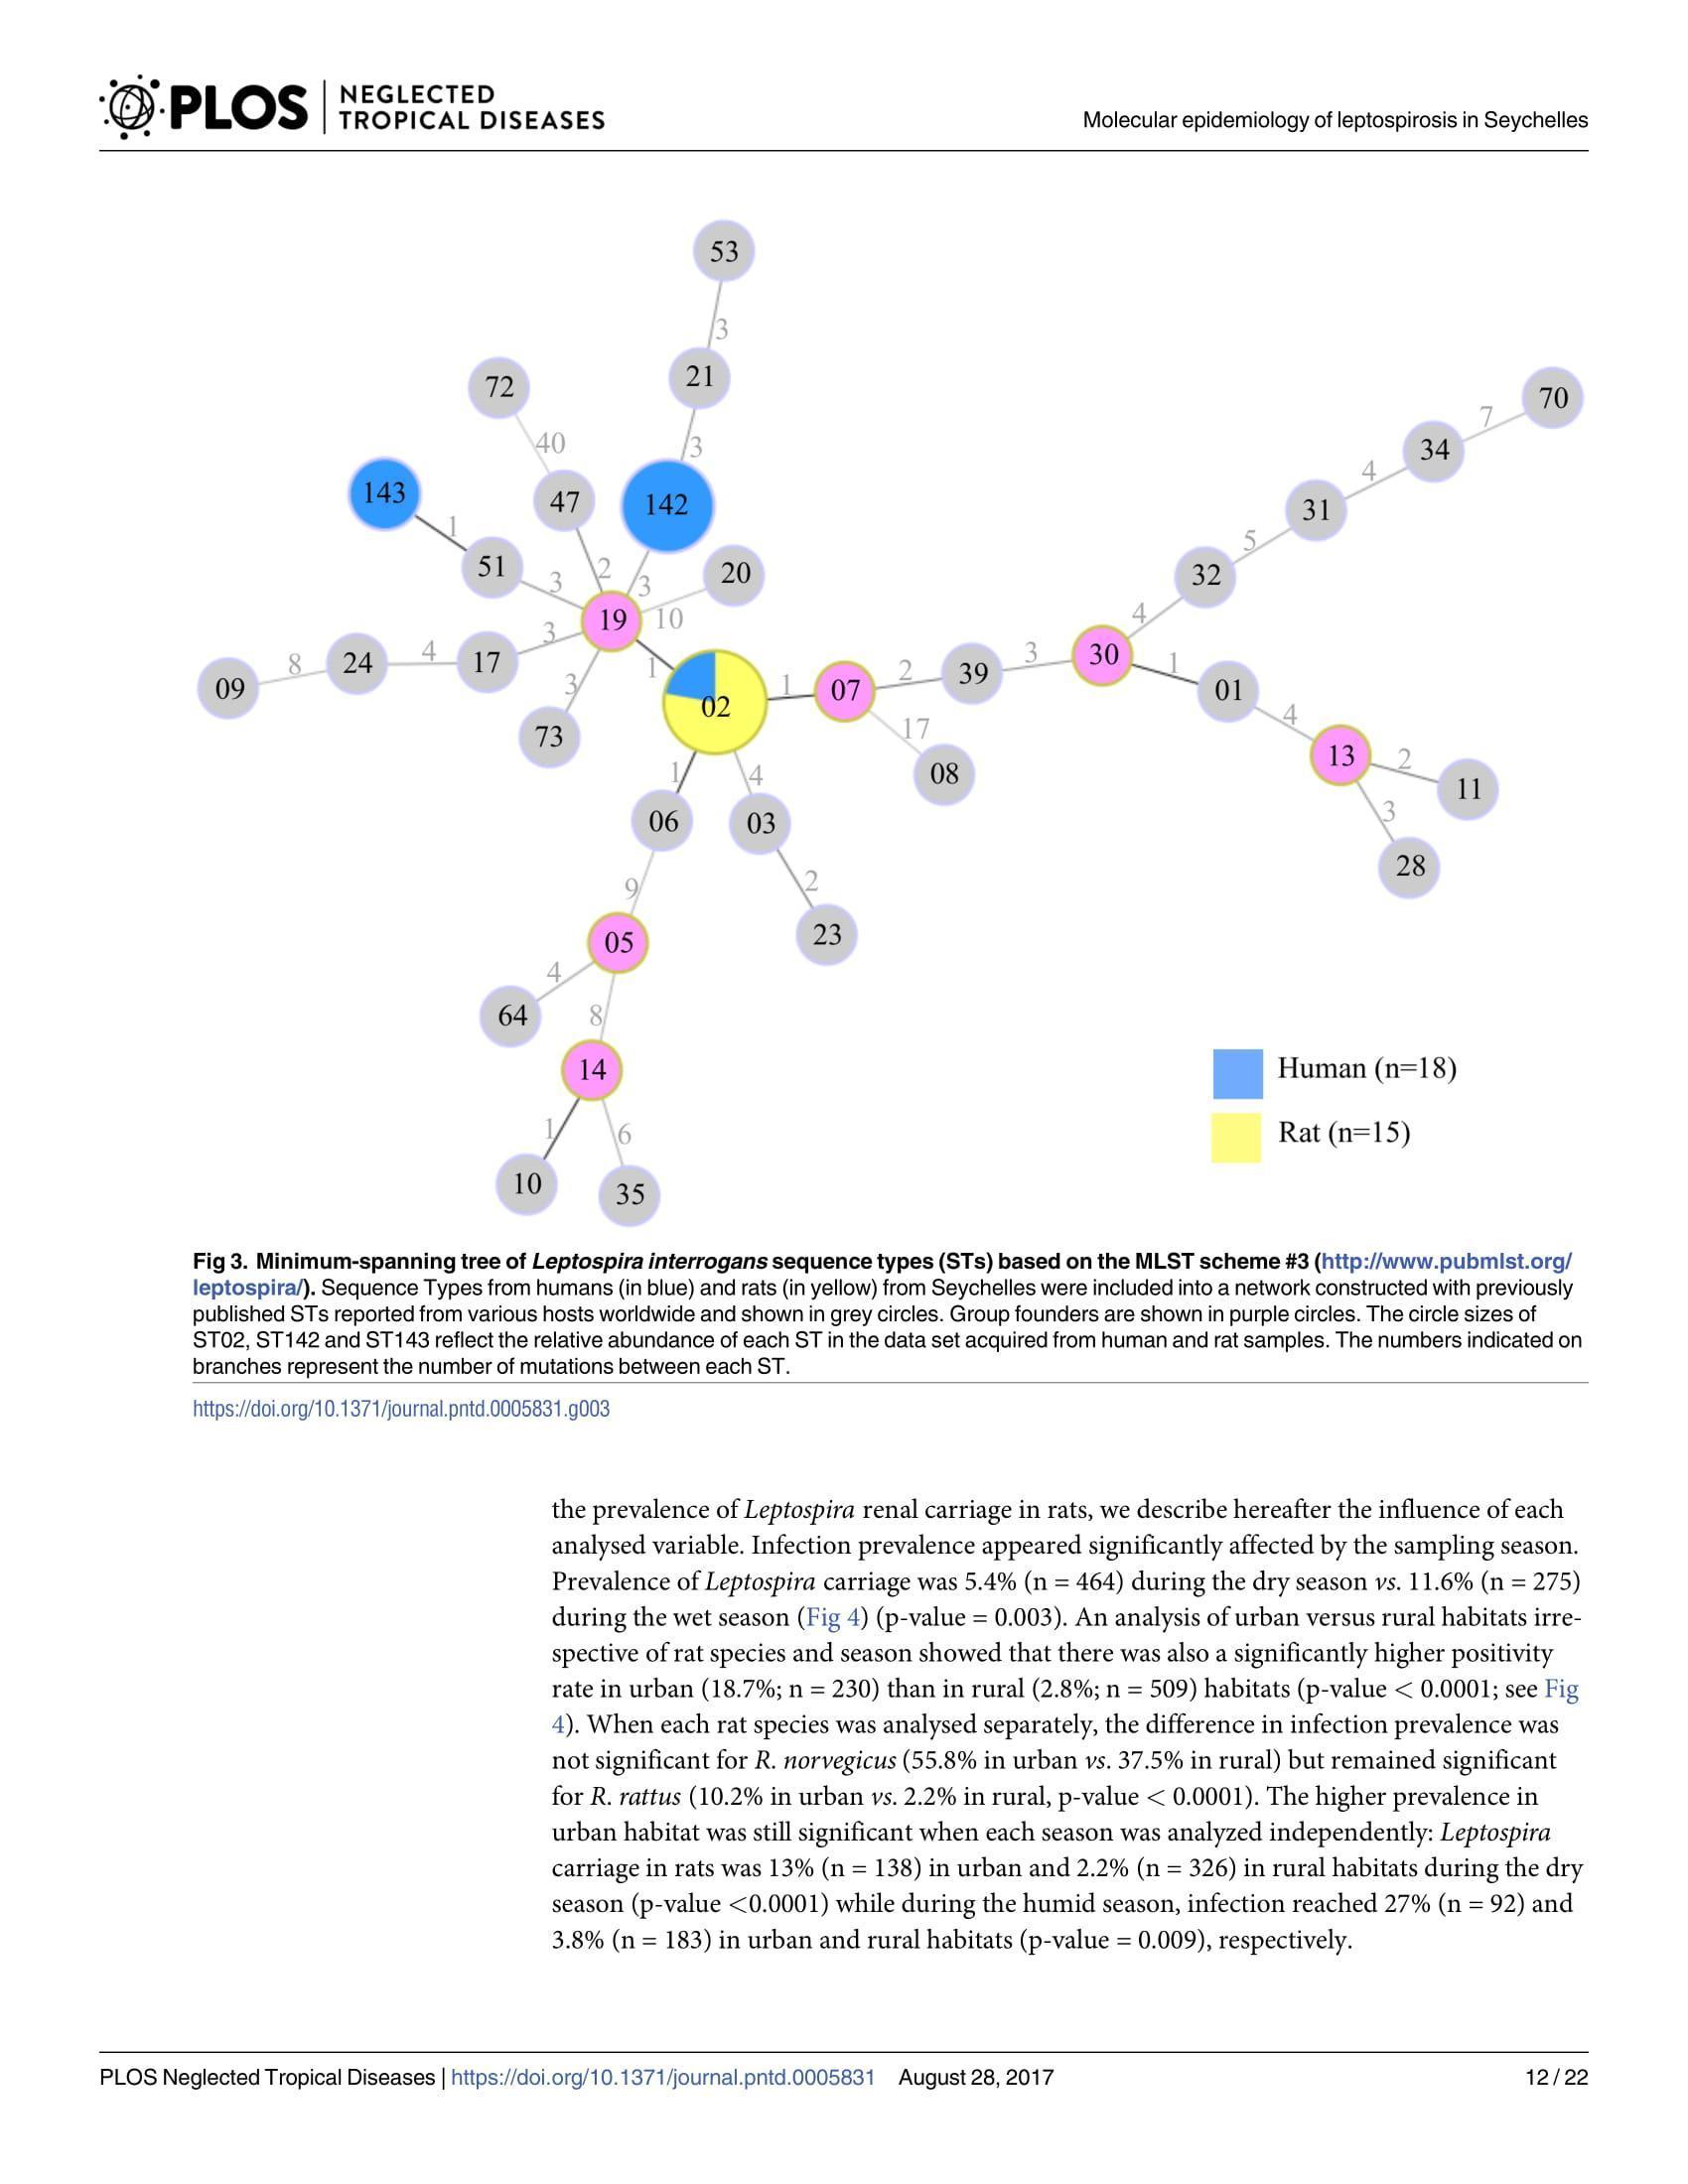 PLOS
NEGLECTED
TROPICAL DISEASES
Molecular epidemiology of leptospirosis in Seychelles
53
3
21
72
70
7
34
40
3
4
143
47
142
31
1
5
51
20
32
3
2
3
10
4
19
3
1
30
1
09
8
24
4
17
3
02
1
07
2
39
3
01
73
17
4
13
2
1
4
08
11
06
03
3
28
2
9
23
05
4
64
8
14
Human (n=18)
1
6
Rat (n=15)
10
35
Fig 3. Minimum-spanning tree of Leptospira interrogans sequence types (STs) based on the MLST scheme #3 (http://www.pubmlst.org/
leptospira/). Sequence Types from humans (in blue) and rats (in yellow) from Seychelles were included into a network constructed with previously
published STs reported from various hosts worldwide and shown in grey circles. Group founders are shown in purple circles. The circle sizes of
ST02, ST142 and ST143 reflect the relative abundance of each ST in the data set acquired from human and rat samples. The numbers indicated on
branches represent the number of mutations between each ST.
https://doi.org/10.1371/journal.pntd.0005831.g003
the prevalence of Leptospira renal carriage in rats, we describe hereafter the influence of each
analysed variable. Infection prevalence appeared significantly affected by the sampling season.
Prevalence of Leptospira carriage was 5.4% (n = 464) during the dry season vs. 11.6% (n = 275)
during the wet season (Fig 4) (p-value = 0.003). An analysis of urban versus rural habitats irre-
spective of rat species and season showed that there was also a significantly higher positivity
rate in urban (18.7%; n = 230) than in rural (2.8%; n = 509) habitats (p-value < 0.0001; see Fig
4). When each rat species was analysed separately, the difference in infection prevalence was
not significant for R. norvegicus (55.8% in urban vs. 37.5% in rural) but remained significant
for R. rattus (10.2% in urban vs. 2.2% in rural, p-value < 0.0001). The higher prevalence in
urban habitat was still significant when each season was analyzed independently: Leptospira
carriage in rats was 13% (n = 138) in urban and 2.2% (n = 326) in rural habitats during the dry
season (p-value <0.0001) while during the humid season, infection reached 27% (n = 92) and
3.8% (n = 183) in urban and rural habitats (p-value = 0.009), respectively.
PLOS Neglected Tropical Diseases | https://doi.org/10.1371/journal.pntd.0005831 August 28, 2017
12 / 22